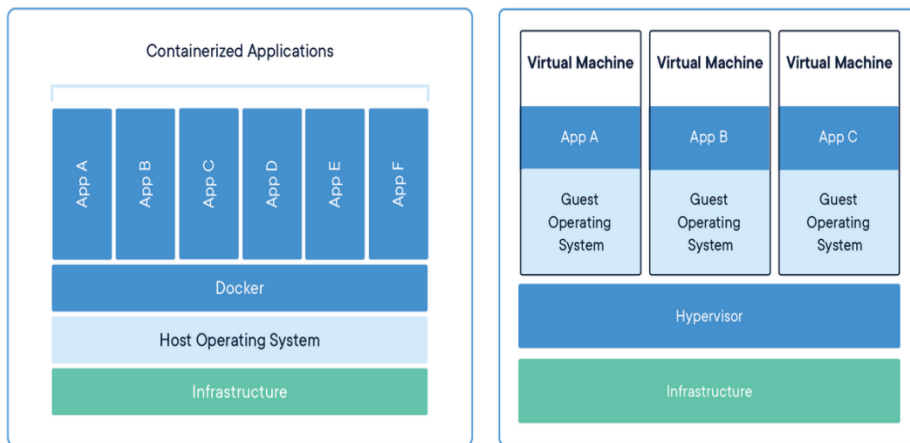 Containerized Applications
App A
App B
App C
App D
App E
App F
Docker
Host Operating System
Infrastructure
Virtual Machine
App A
Guest
Operating
System
Virtual Machine
App B
Guest
Operating
System
Virtual Machine
App C
Guest
Operating
System
Hypervisor
Infrastructure